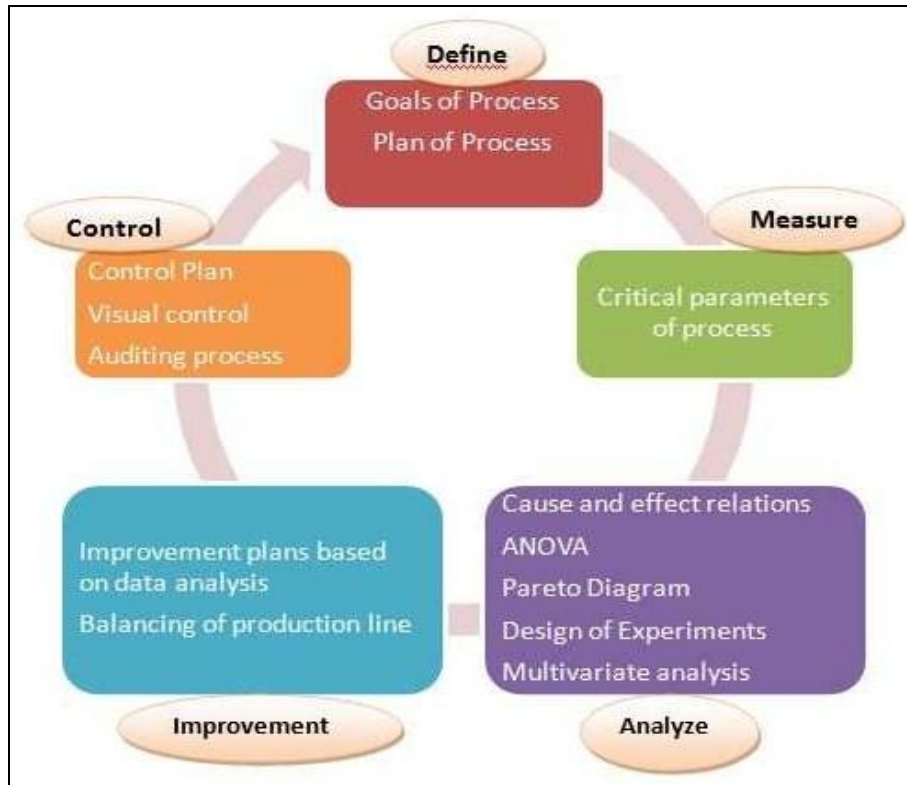 Define
Goals of Process
Plan of Process
Measure
Critical parameters
of process
Analyze
Cause and effect relations
ANOVA
Pareto Diagram
Design of Experiments
Multivariate analysis
Improvement
Improvement plans based
on data analysis
Balancing of production line
Control
Control Plan
Visual control
Auditing process